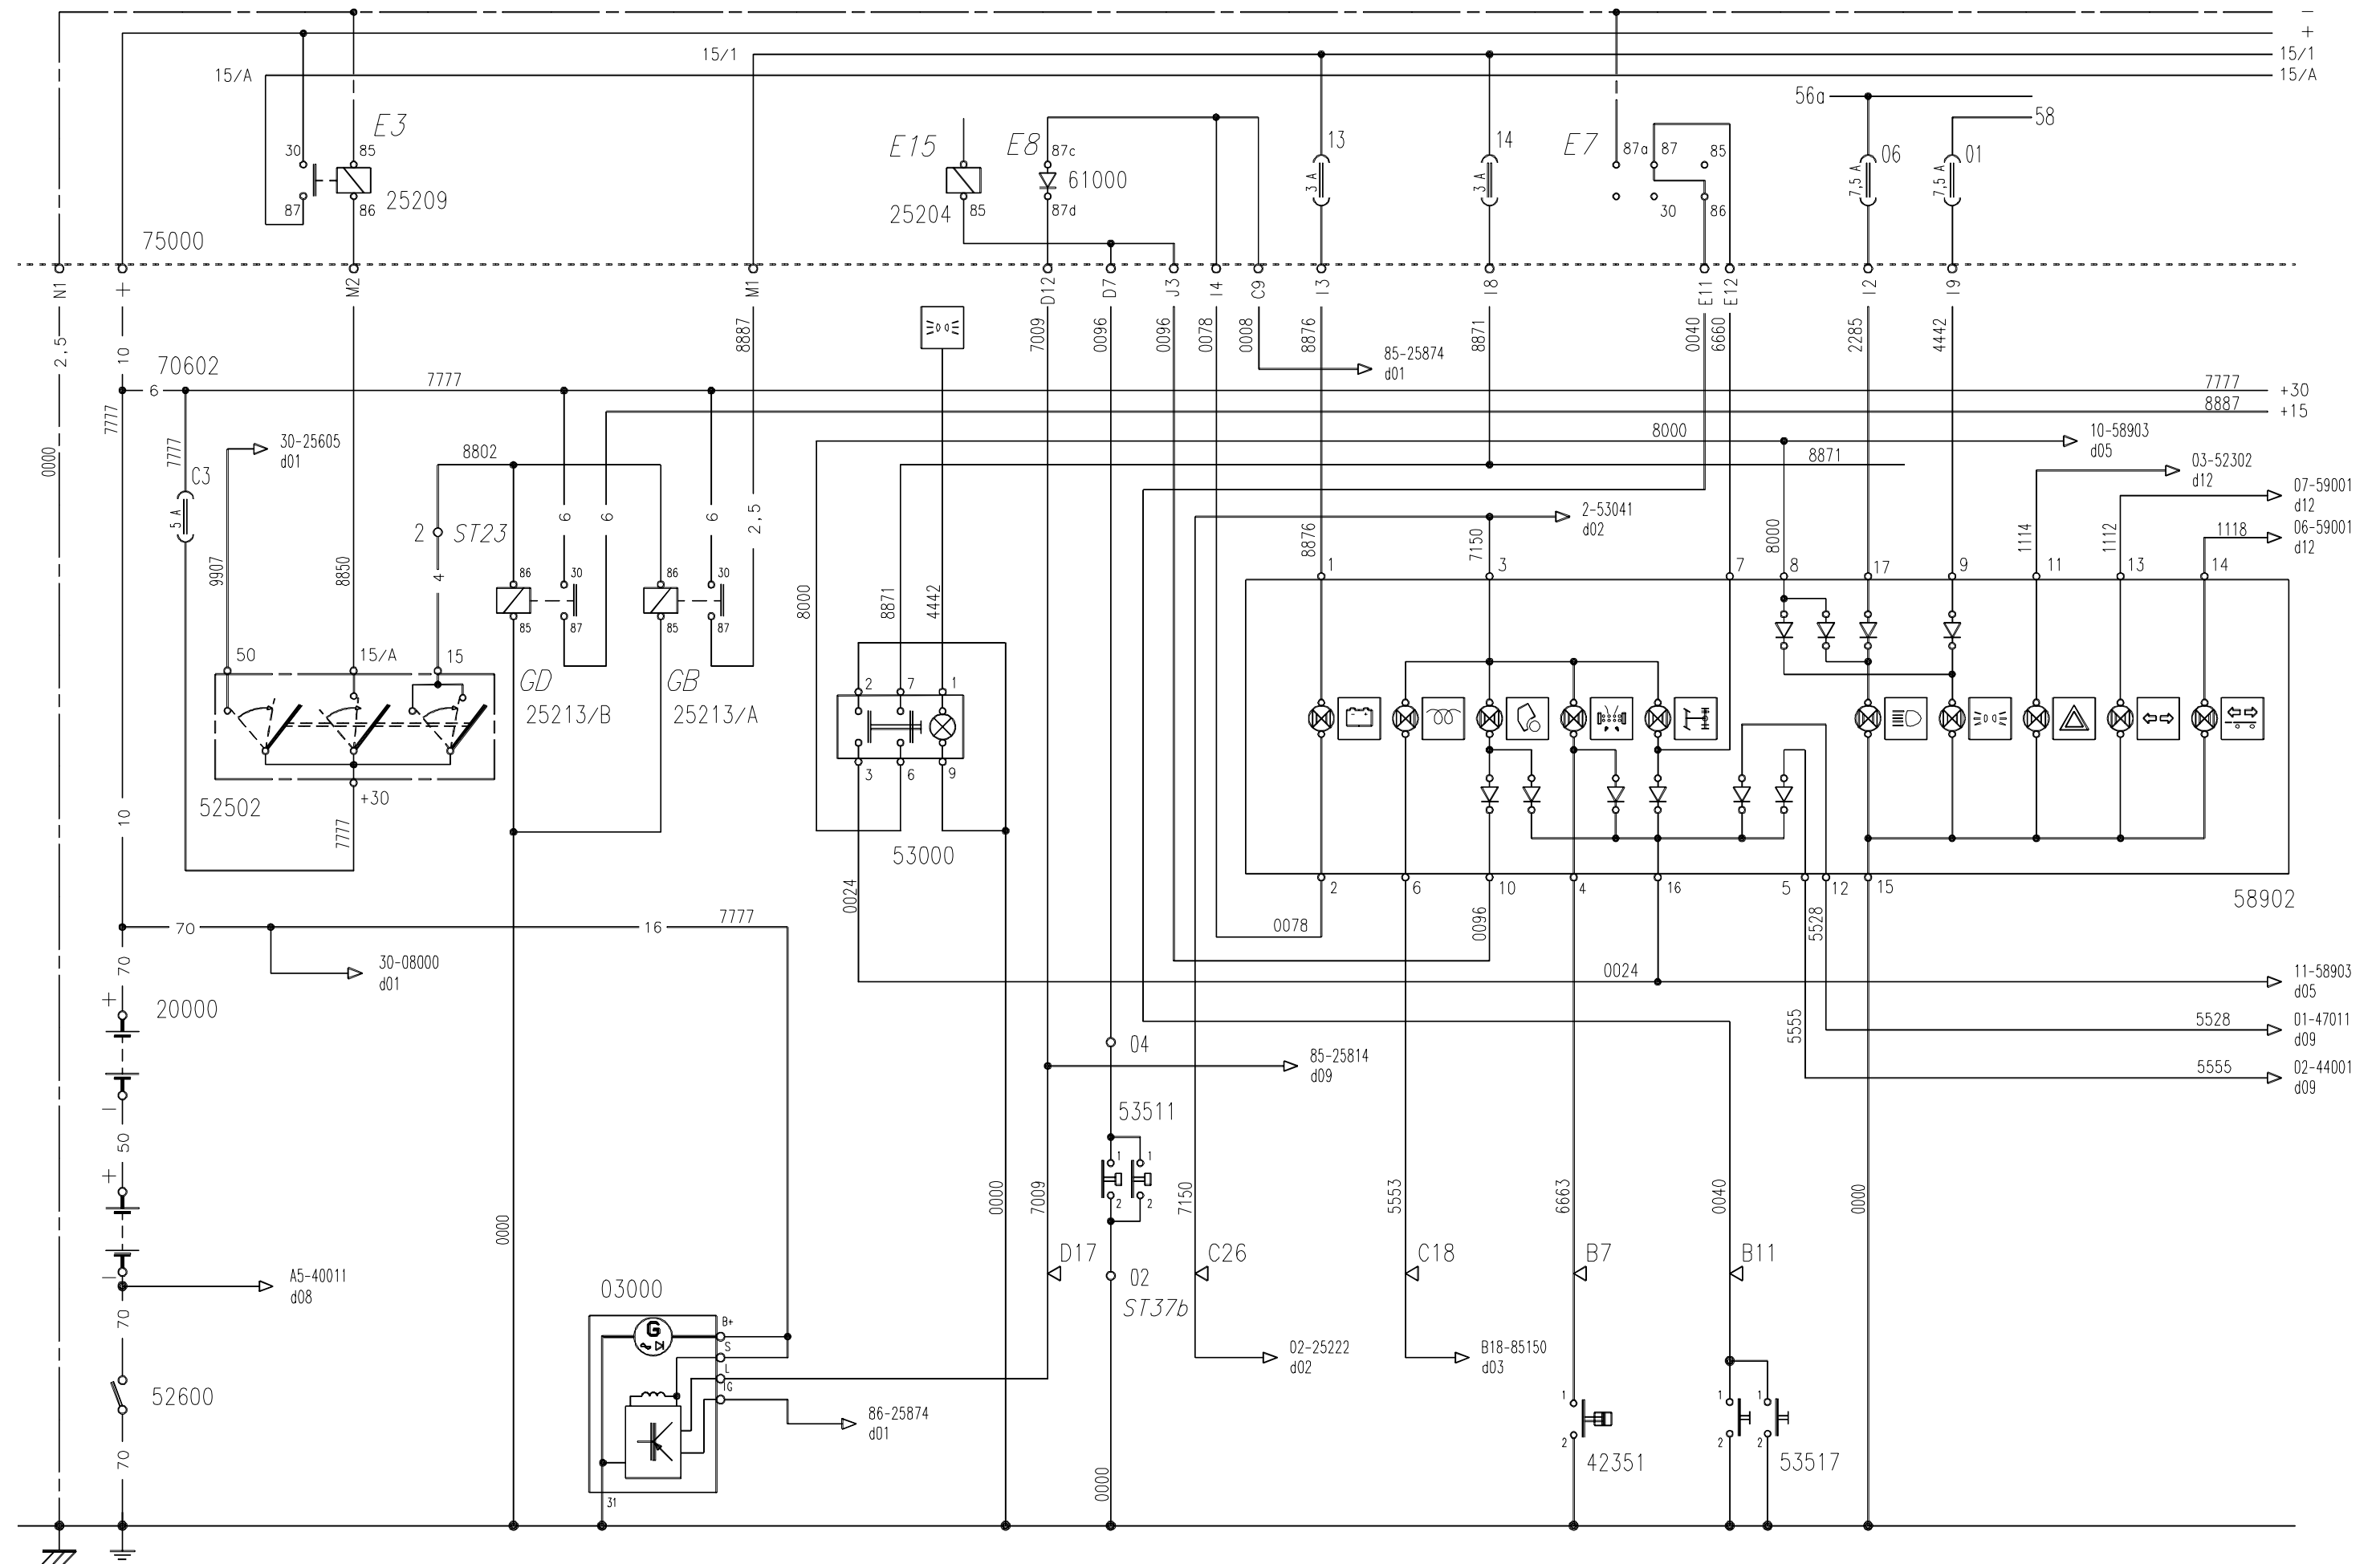 −
+
15/1
15/1
15/A
15/A
56a
58
E3
30
85
87
86
25209
E15
25204
85
E8
87c
61000
87d
13
3 A
14
3 A
E7
87a
87
85
30
86
06
7,5 A
01
7,5 A
75000
N1
+
M2
M1
D12
D7
J3
I4
C9
I3
I8
E11
E12
I2
I9
2,5
10
8887
7009
0096
0096
0078
0008
8876
8871
0040
6660
2285
4442
85-25874
d01
70602
6
7777
7777
+30
8887
+15
7777
0000
7777
C3
5 A
30-25605
d01
9907
8850
8802
2
ST23
4
6
6
6
2,5
8000
10-58903
d05
8871
03-52302
d12
07-59001
d12
1118
06-59001
d12
2-53041
d02
8876
7150
8000
1114
1112
1
3
7
8
17
9
11
13
14
86
30
85
87
86
30
85
87
8000
8871
4442
50
15/A
15
GD
25213/B
GB
25213/A
2
7
1
3
6
9
53000
52502
+30
7777
10
0024
2
6
10
4
16
5
12
15
58902
70
16
7777
30-08000
d01
0078
0096
5528
0024
11-58903
d05
70
+
20000
−
50
+
−
A5-40011
d08
70
52600
70
5555
5528
01-47011
d09
5555
02-44001
d09
04
85-25814
d09
53511
1
1
2
2
0000
0000
7009
7150
5553
6663
0040
0000
D17
02
ST37b
C26
C18
B7
B11
03000
G
B+
S
L
IG
31
86-25874
d01
02-25222
d02
B18-85150
d03
0000
1
2
42351
1
1
2
2
53517